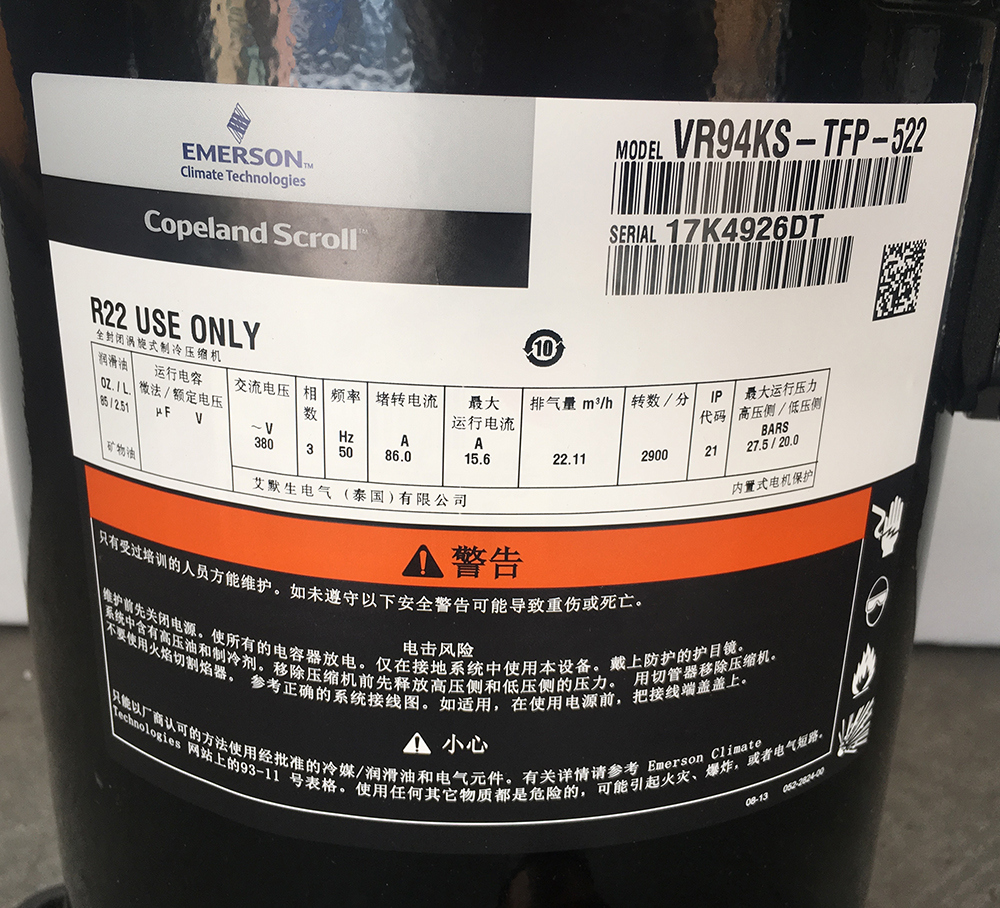 EMERSON™
Climate Technologies
Copeland Scroll™
MODEL VR94KS-TFP-522
SERIAL 17K4926DT
R22 USE ONLY
全封闭涡旋式制冷压缩机
10
润滑油
OZ./L.
85/2.51
矿物油
运行电容
微法/额定电压
μF V
交流电压
~V
380
相数
3
频率
Hz
50
堵转电流
A
86.0
最大
运行电流
A
15.6
排气量 m³/h
22.11
转数/分
2900
IP
代码
21
最大运行压力
高压侧/低压侧
BARS
27.5/20.0
艾默生电气(泰国)有限公司
内置式电机保护
警告
只有受过培训的人员方能维护。如未遵守以下安全警告可能导致重伤或死亡。
电击风险
维护前先关闭电源。使所有的电容器放电。仅在接地系统中使用本设备。戴上防护的护目镜。
系统中含有高压油和制冷剂。移除压缩机前先释放高压侧和低压侧的压力。用切管器移除压缩机。
不要使用火焰切割焰器。参考正确的系统接线图。如适用,在使用电源前,把接线端盖盖上。
小心
只能以厂商认可的方法使用经批准的冷媒/润滑油和电气元件。有关详情请参考 Emerson Climate
Technologies 网站上的93-11 号表格。使用任何其它物质都是危险的,可能引起火灾、爆炸,或者电气短路。
08-13 052-2624-00